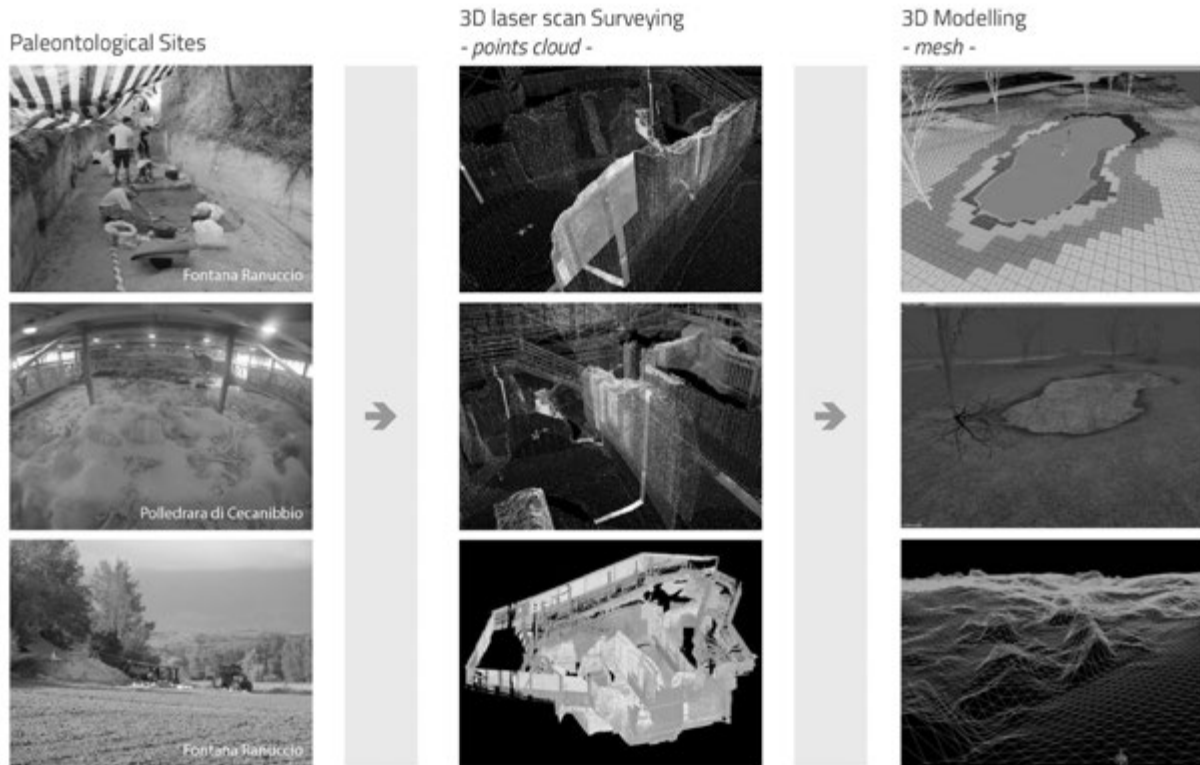 Paleontological Sites
3D laser scan Surveying
- points cloud -
3D Modelling
- mesh -
Fontana Ranuccio
Polledrara di Cecanibbio
Fontana Ranuccio